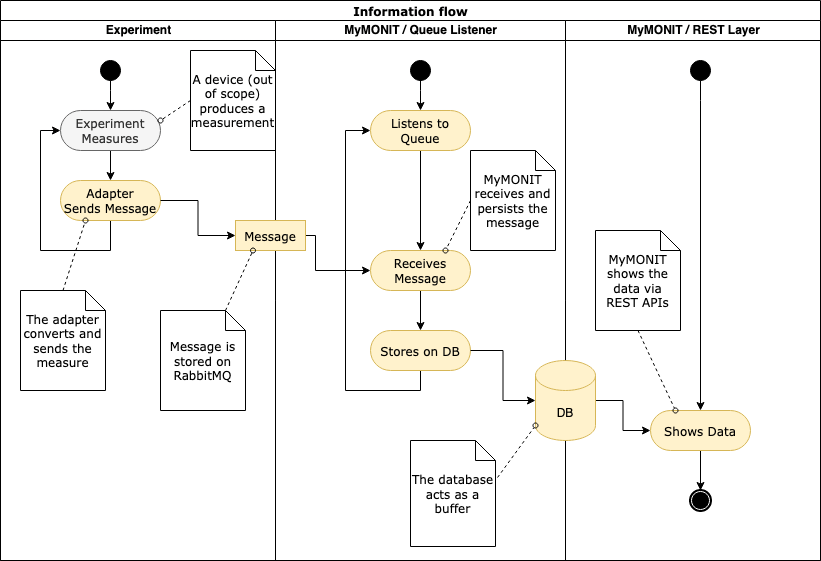 Information flow
Experiment
MyMONIT / Queue Listener
MyMONIT / REST Layer
A device (out
of scope)
produces a
measurement
Experiment
Measures
Listens to
Queue
Adapter
Sends Message
MyMONIT
receives and
persists the
message
Message
Receives
Message
MyMONIT
shows the
data via
REST APIs
The adapter
converts and
sends the
measure
Message is
stored on
RabbitMQ
Stores on DB
DB
Shows Data
The database
acts as a
buffer